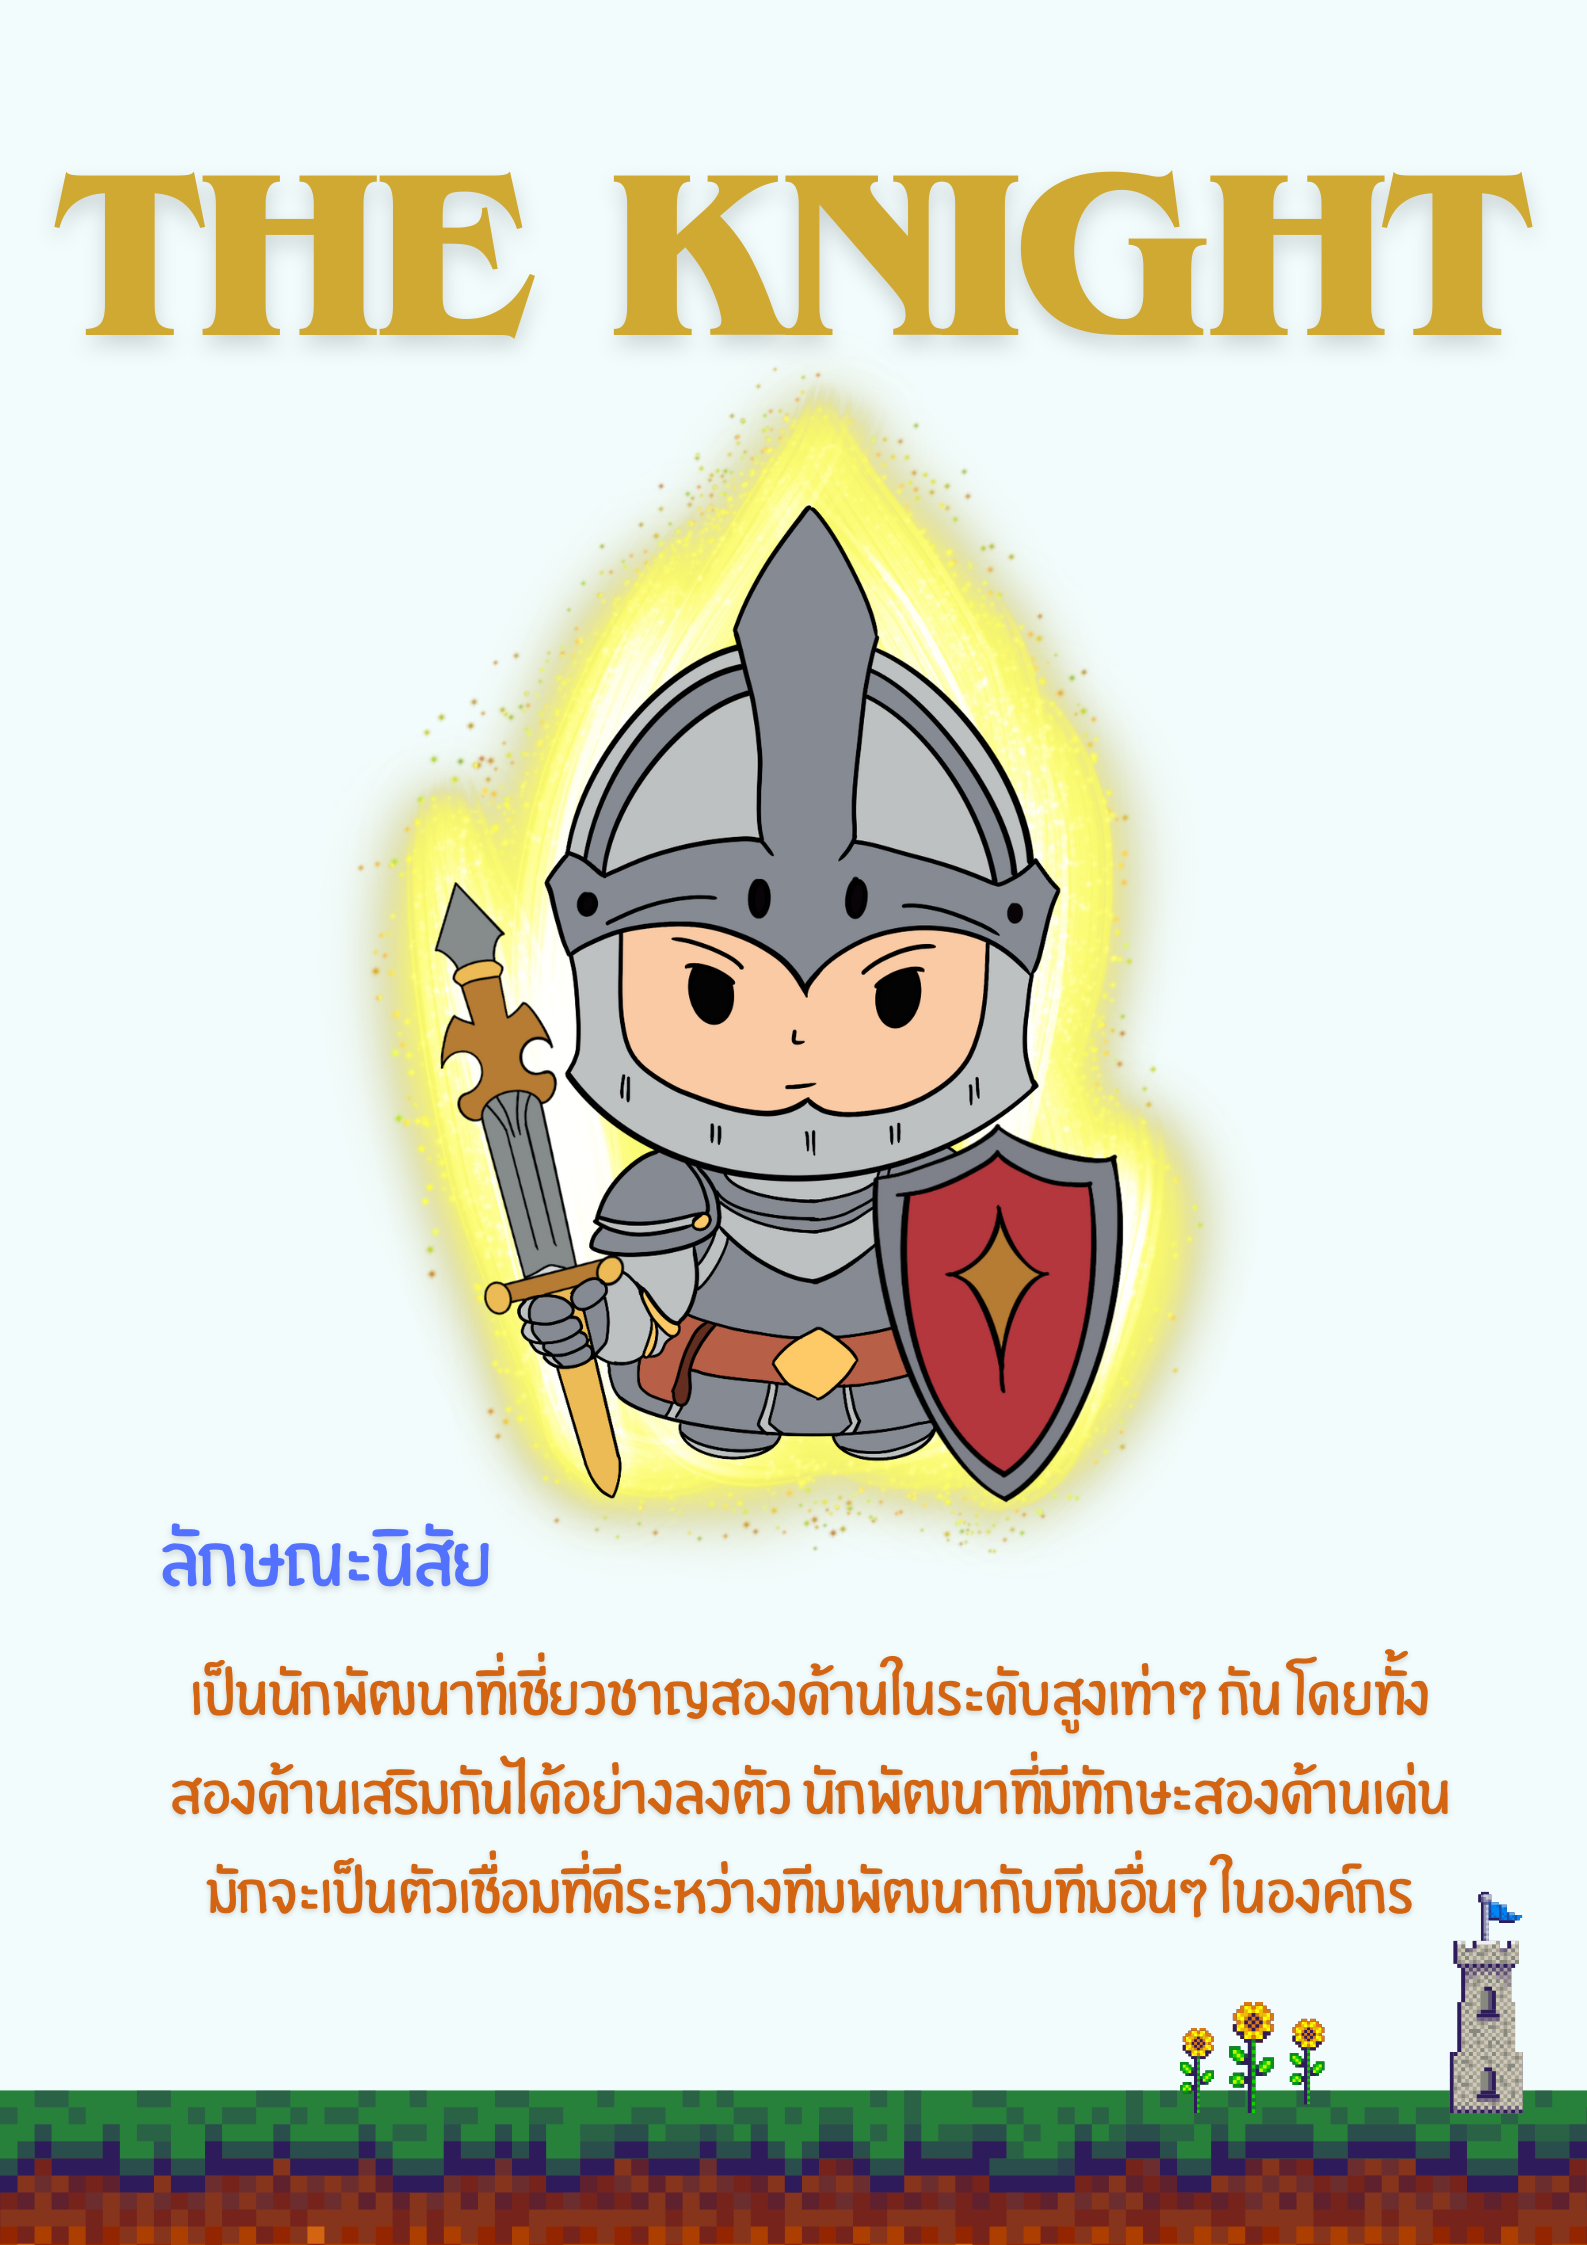 THE KNIGHT
ลักษณะนิสัย
เป็นนักพัฒนาที่เชี่ยวชาญสองด้านในระดับสูงเท่าๆ กัน โดยทั้ง
สองด้านเสริมกันได้อย่างลงตัว นักพัฒนาที่มีทักษะสองด้านเด่น
มักจะเป็นตัวเชื่อมที่ดีระหว่างทีมพัฒนากับทีมอื่นๆ ในองค์กร